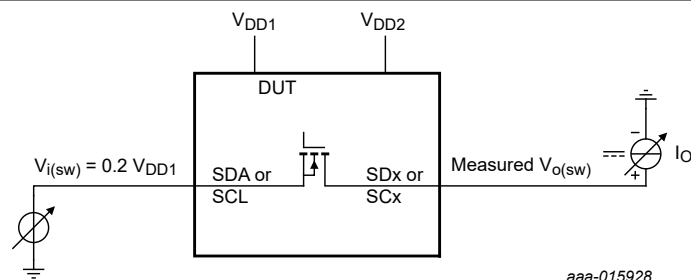 VDD1 VDD2
DUT
Vi(sw) = 0.2 VDD1
SDA or
SCL
SDx or
SCx
Measured Vo(sw)
−
+
IO
aaa-015928